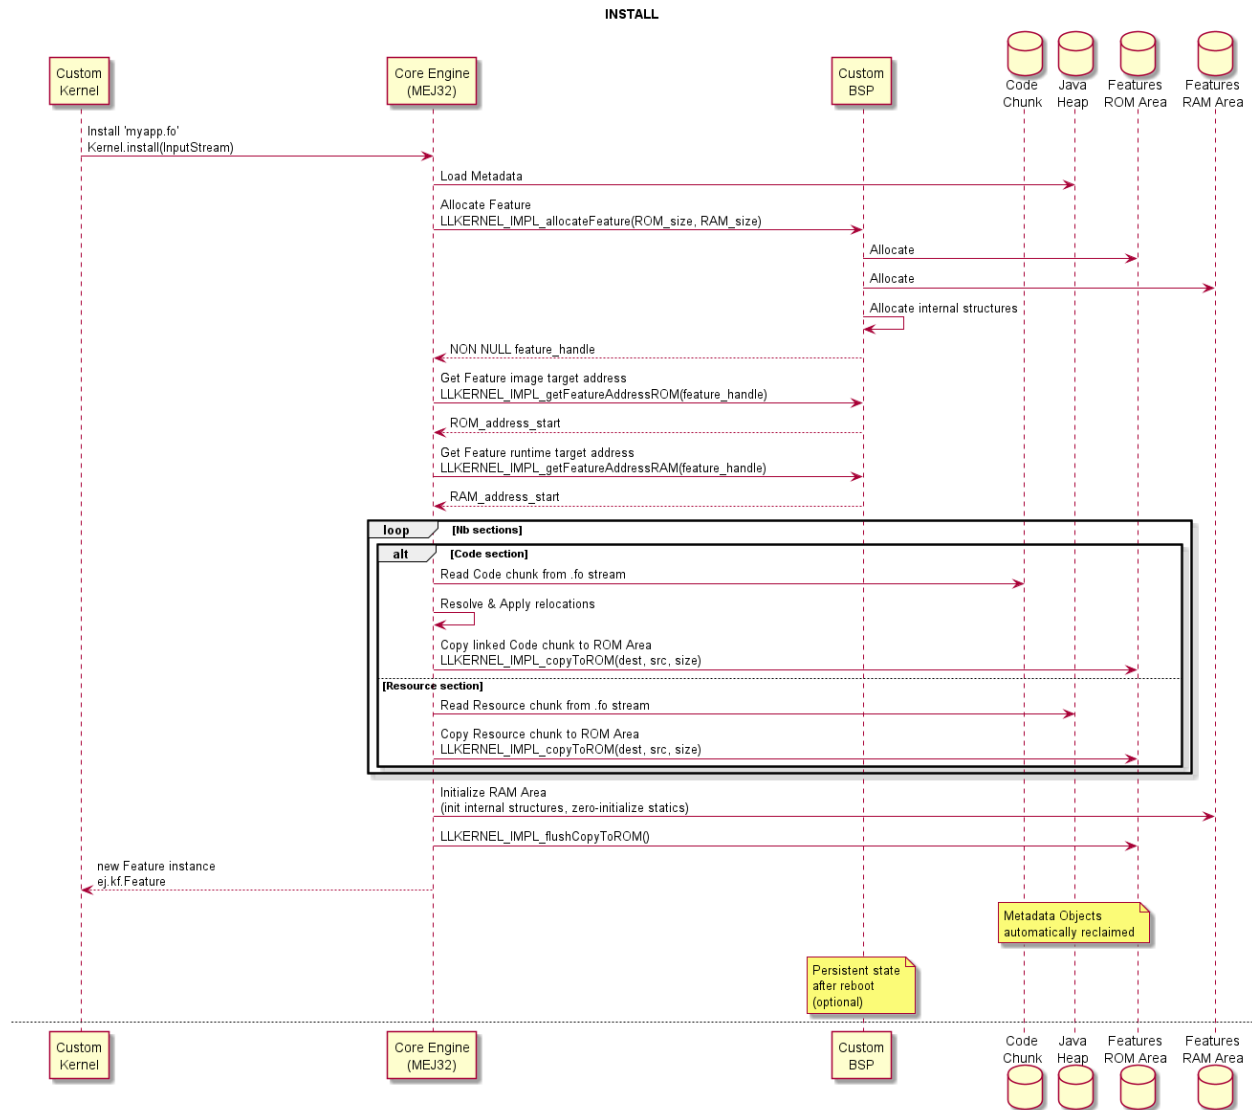 INSTALL
Custom
Kernel
Core Engine
(MEJ32)
Custom
BSP
Code
Chunk
Java
Heap
Features
ROM Area
Features
RAM Area
Install 'myapp.fo'
Kernel.install(InputStream)
Load Metadata
Allocate Feature
LLKERNEL_IMPL_allocateFeature(ROM_size, RAM_size)
Allocate
Allocate
Allocate internal structures
NON NULL feature_handle
Get Feature image target address
LLKERNEL_IMPL_getFeatureAddressROM(feature_handle)
ROM_address_start
Get Feature runtime target address
LLKERNEL_IMPL_getFeatureAddressRAM(feature_handle)
RAM_address_start
loop [Nb sections]
alt [Code section]
Read Code chunk from .fo stream
Resolve & Apply relocations
Copy linked Code chunk to ROM Area
LLKERNEL_IMPL_copyToROM(dest, src, size)
[Resource section]
Read Resource chunk from .fo stream
Copy Resource chunk to ROM Area
LLKERNEL_IMPL_copyToROM(dest, src, size)
Initialize RAM Area
(init internal structures, zero-initialize statics)
LLKERNEL_IMPL_flushCopyToROM()
new Feature instance
ej.kf.Feature
Metadata Objects
automatically reclaimed
Persistent state
after reboot
(optional)
Custom
Kernel
Core Engine
(MEJ32)
Custom
BSP
Code
Chunk
Java
Heap
Features
ROM Area
Features
RAM Area